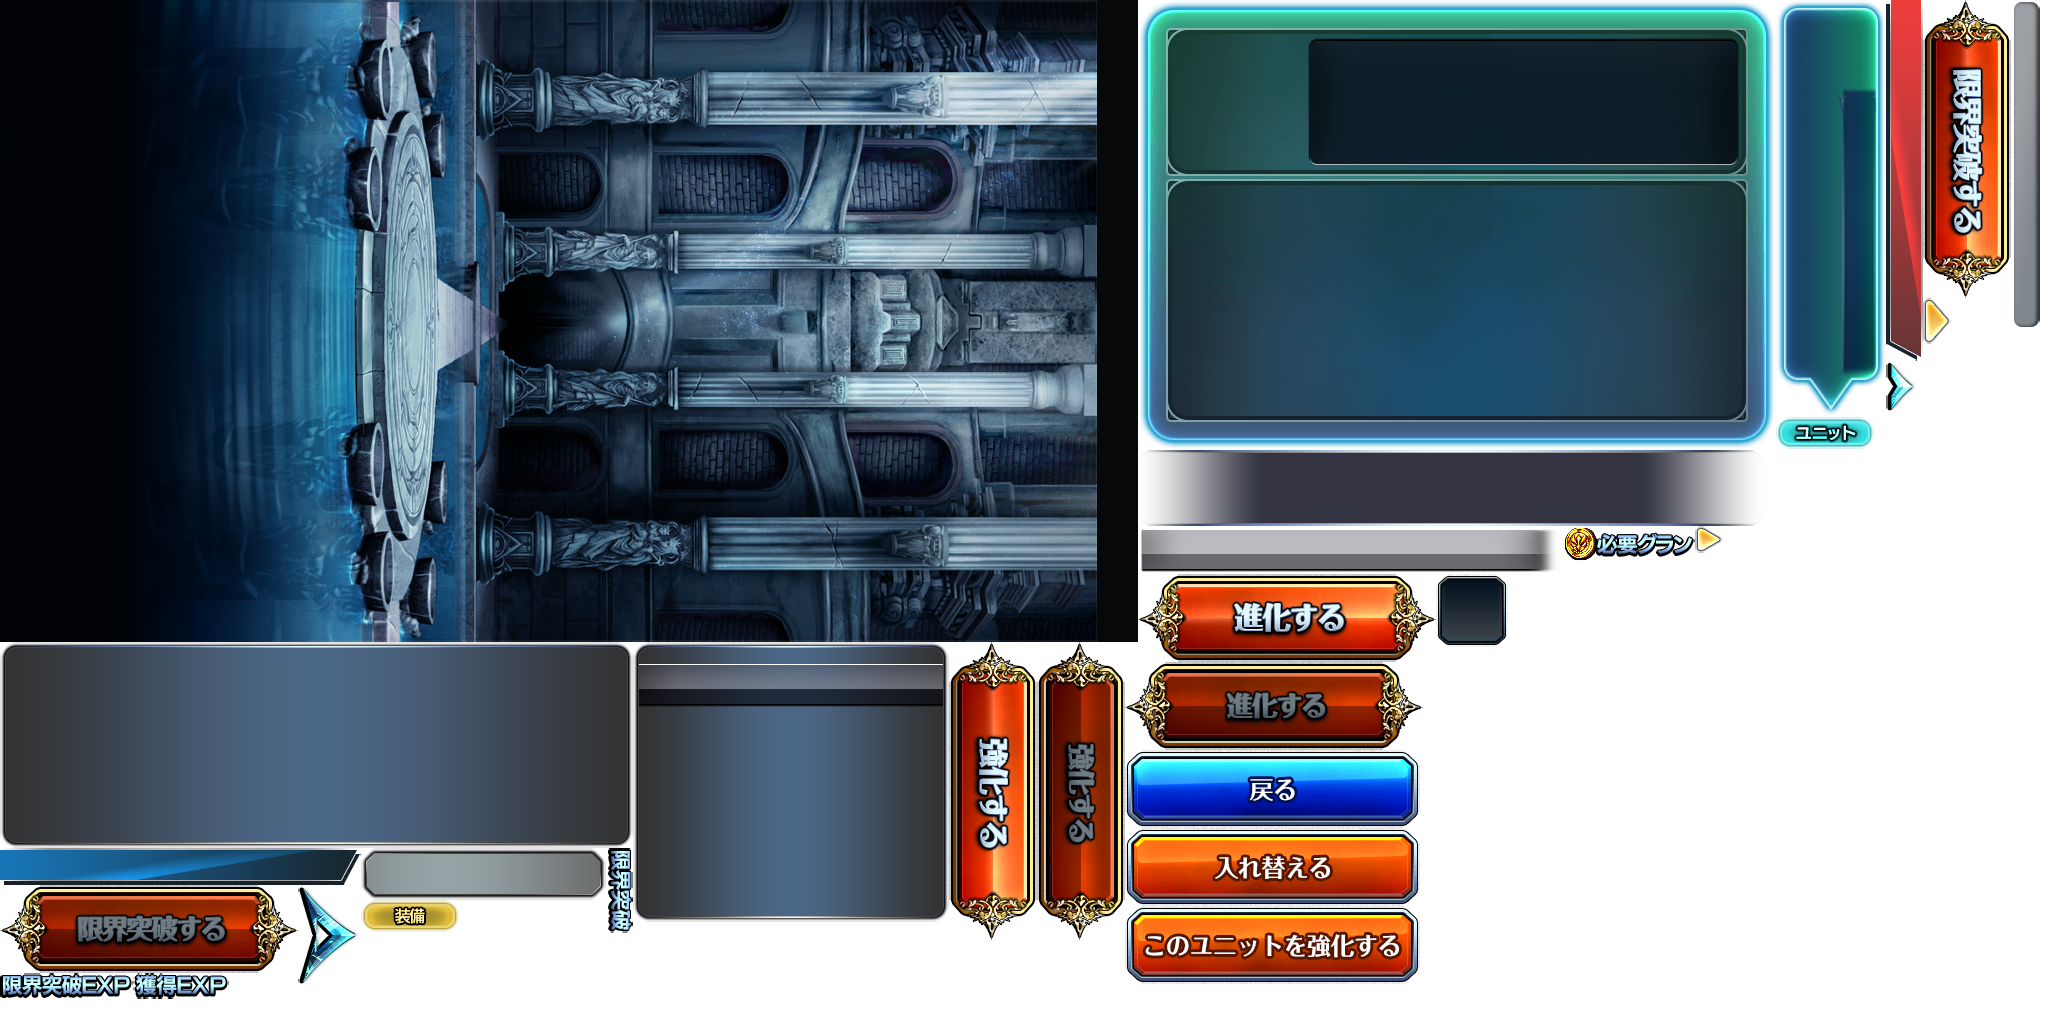 限界突破する
ユニット
必要グラン
進化する
進化する
強化する
強化する
戻る
入れ替える
このユニットを強化する
限界突破
装備
限界突破する
限界突破EXP 獲得EXP